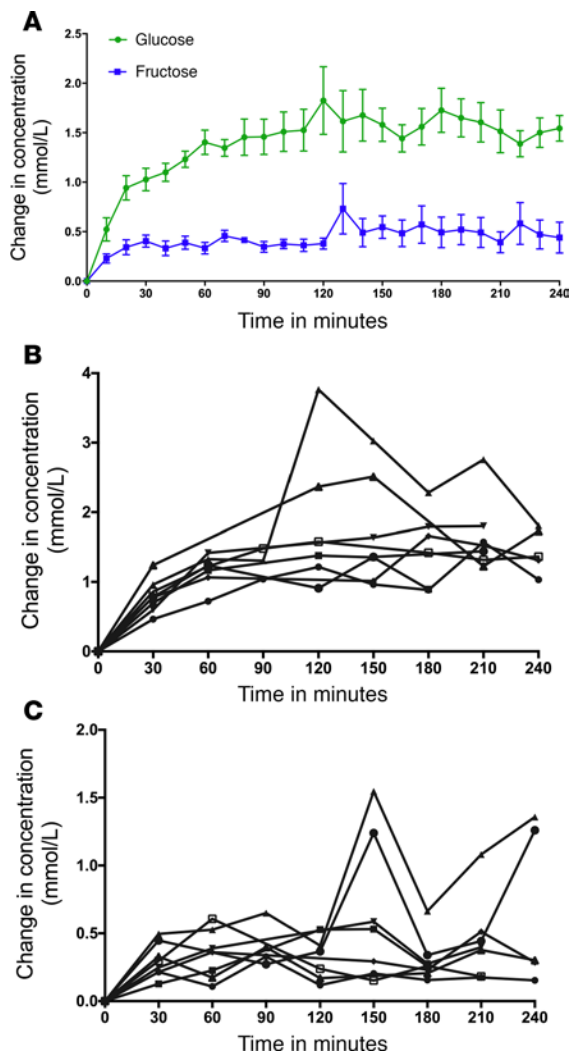 A
Glucose
Fructose
Change in concentration
(mmol/L)
2.5
2.0
1.5
1.0
0.5
0.0
0 30 60 90 120 150 180 210 240
Time in minutes
B
Change in concentration
(mmol/L)
4
3
2
1
0
0 30 60 90 120 150 180 210 240
Time in minutes
C
Change in concentration
(mmol/L)
2.0
1.5
1.0
0.5
0.0
0 30 60 90 120 150 180 210 240
Time in minutes